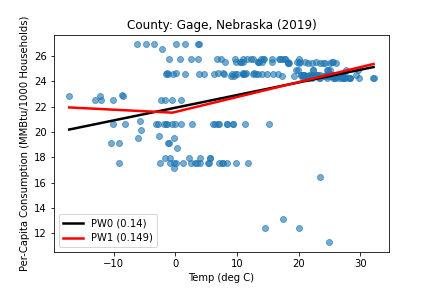 County: Gage, Nebraska (2019)
Per-Capita Consumption (MMBtu/1000 Households)
26
24
22
20
18
16
14
12
PW0 (0.14)
PW1 (0.149)
−10
0
10
20
30
Temp (deg C)